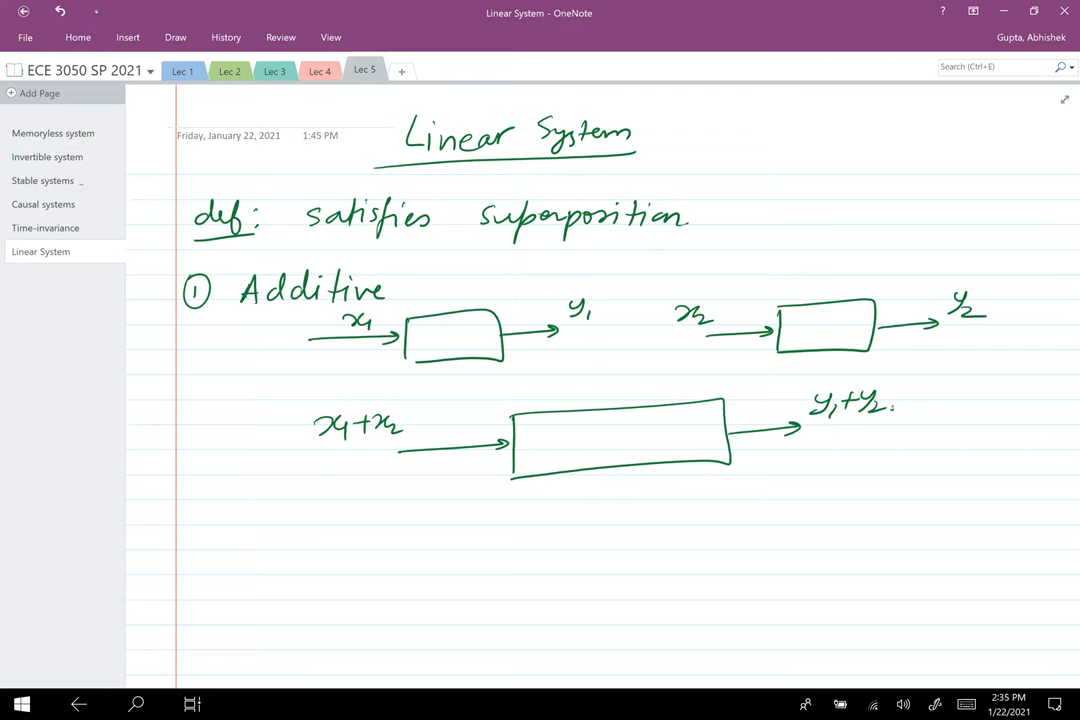 Linear System - OneNote
?
File Home Insert Draw History Review View
Gupta, Abhishek
ECE 3050 SP 2021
Lec 1 Lec 2 Lec 3 Lec 4 Lec 5 +
Search (Ctrl+E)
Add Page
Memoryless system
Invertible system
Stable systems _
Causal systems
Time-invariance
Linear System
Friday, January 22, 2021 1:45 PM
Linear System
def: satisfies superposition
① Additive
x1 y1 x2 y2
x1+x2 y1+y2.
2:35 PM
1/22/2021